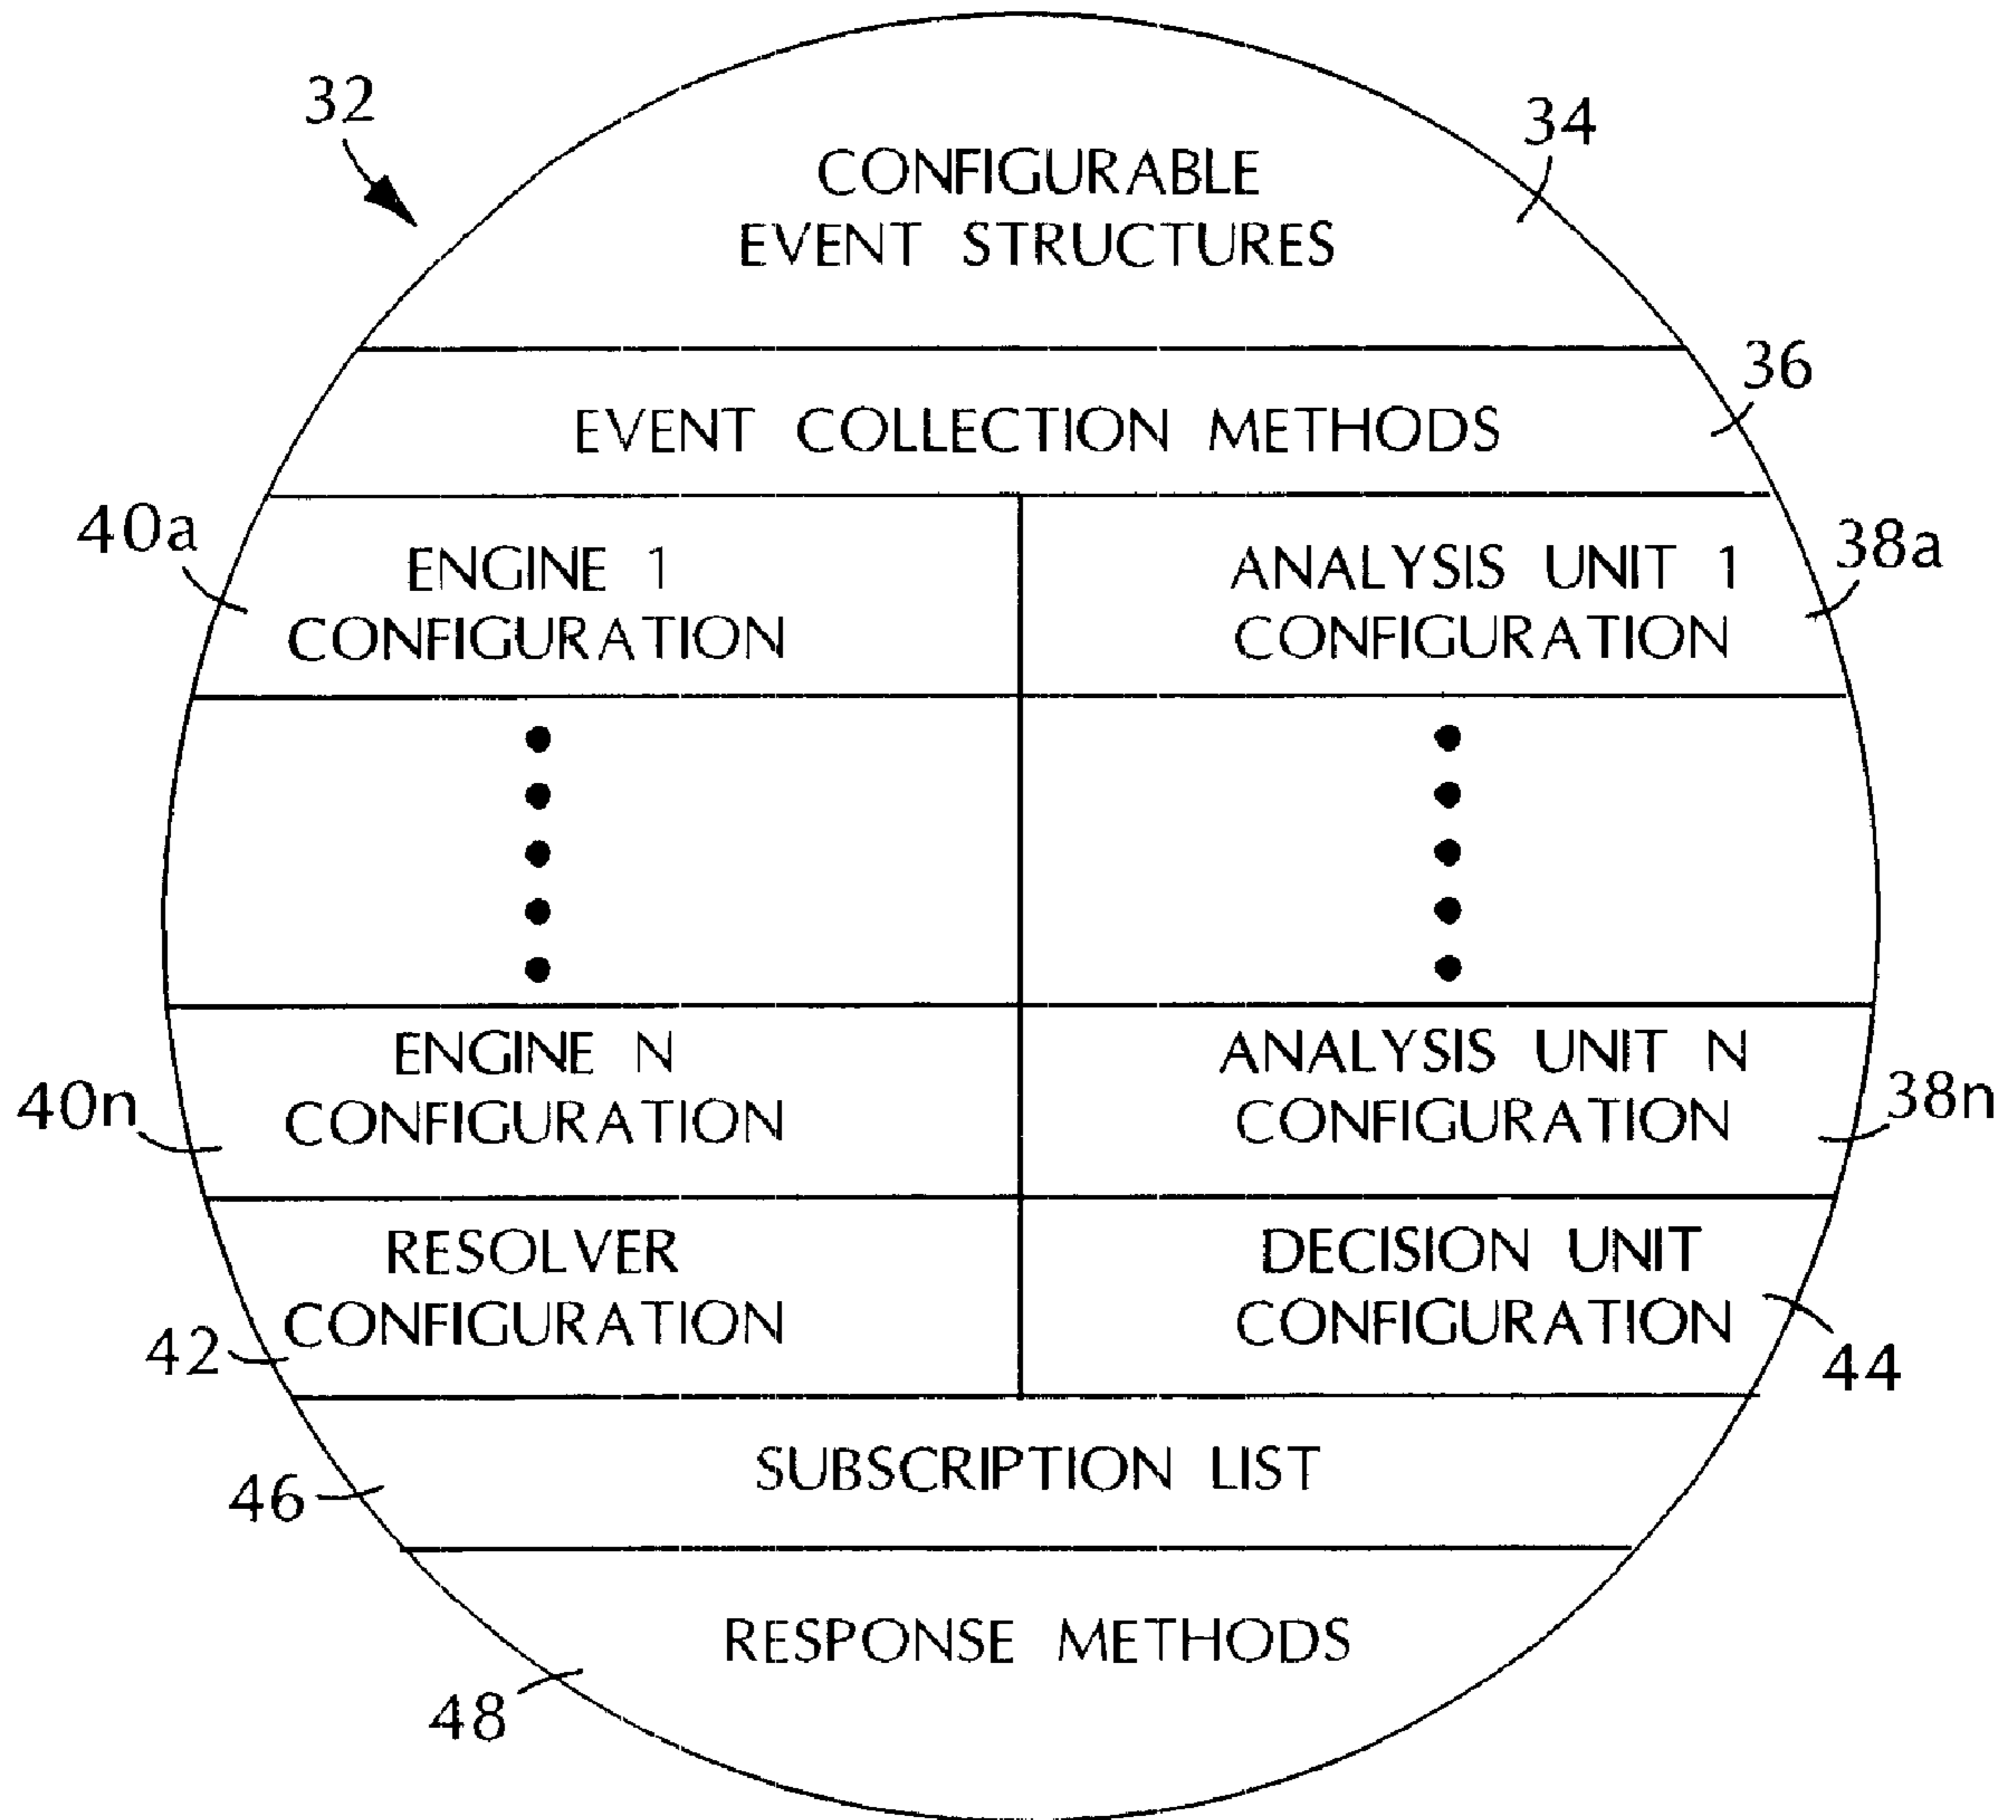 32
34
CONFIGURABLE
EVENT STRUCTURES
36
EVENT COLLECTION METHODS
40a
ENGINE 1
CONFIGURATION
ANALYSIS UNIT 1
CONFIGURATION
38a
ENGINE N
CONFIGURATION
40n
ANALYSIS UNIT N
CONFIGURATION
38n
RESOLVER
CONFIGURATION
42
DECISION UNIT
CONFIGURATION
44
SUBSCRIPTION LIST
46
RESPONSE METHODS
48